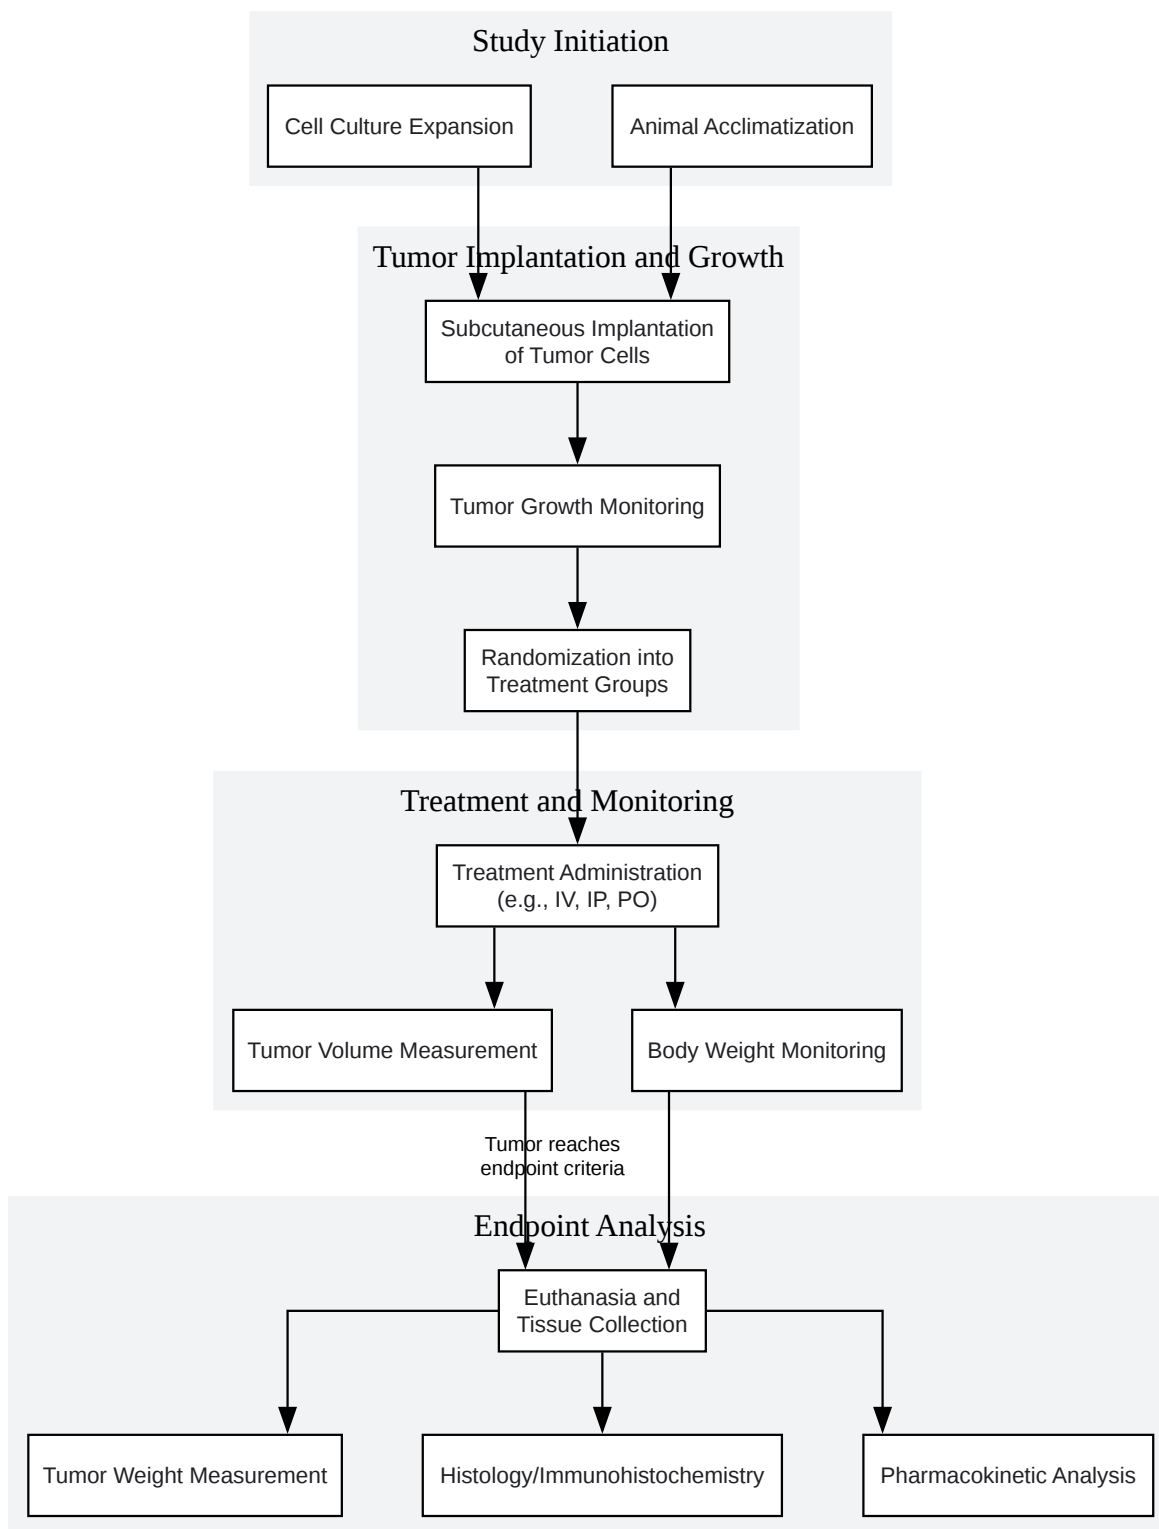 Study Initiation
Cell Culture Expansion
Animal Acclimatization
Tumor Implantation and Growth
Subcutaneous Implantation
of Tumor Cells
Tumor Growth Monitoring
Randomization into
Treatment Groups
Treatment and Monitoring
Treatment Administration
(e.g., IV, IP, PO)
Tumor Volume Measurement
Body Weight Monitoring
Tumor reaches
endpoint criteria
Endpoint Analysis
Euthanasia and
Tissue Collection
Tumor Weight Measurement
Histology/Immunohistochemistry
Pharmacokinetic Analysis